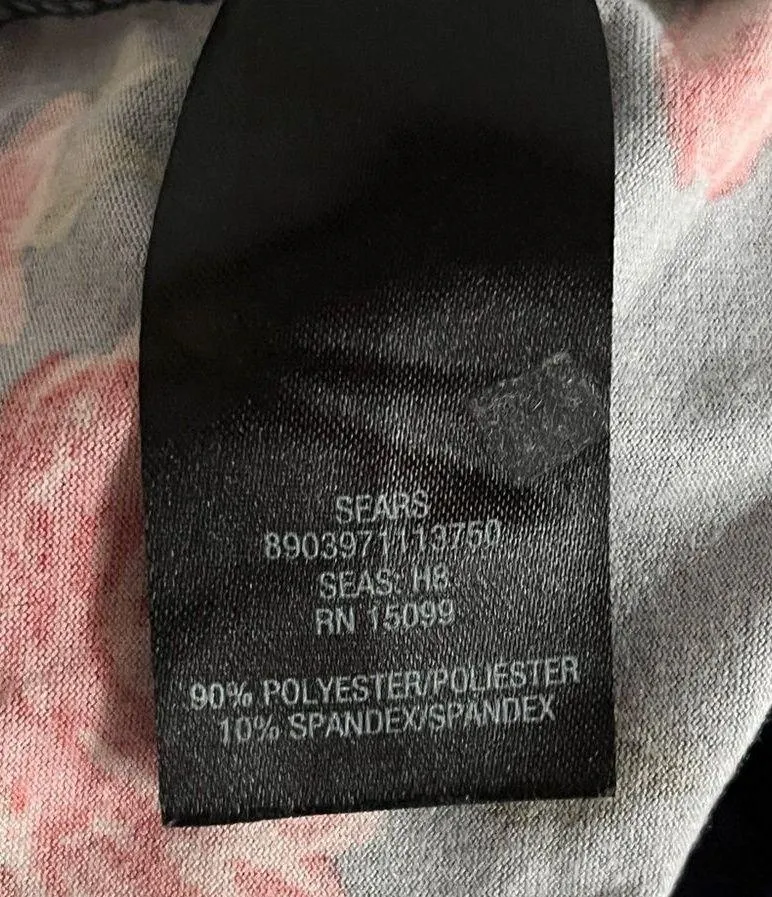 SEARS
8903971113750
SEAS: H8
RN 15099
90% POLYESTER/POLIESTER
10% SPANDEX/SPANDEX